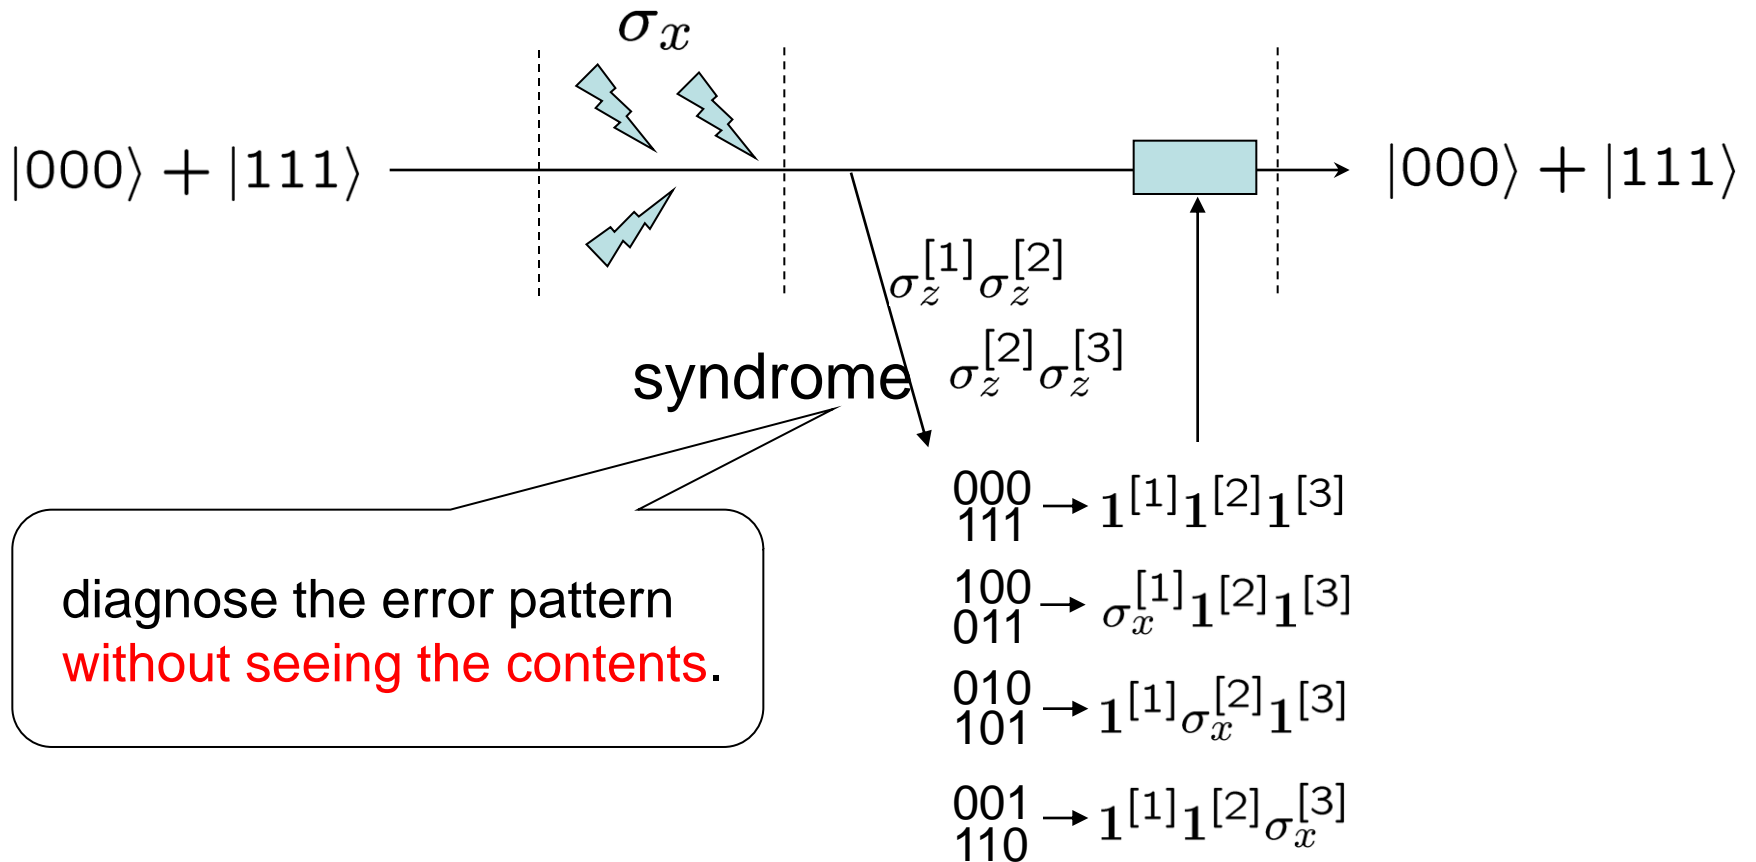 σ_x
|000⟩ + |111⟩
|000⟩ + |111⟩
σ_z^{[1]} σ_z^{[2]}
σ_z^{[2]} σ_z^{[3]}
syndrome
diagnose the error pattern
without seeing the contents.
000
111 → 1^{[1]} 1^{[2]} 1^{[3]}
100
011 → σ_x^{[1]} 1^{[2]} 1^{[3]}
010
101 → 1^{[1]} σ_x^{[2]} 1^{[3]}
001
110 → 1^{[1]} 1^{[2]} σ_x^{[3]}